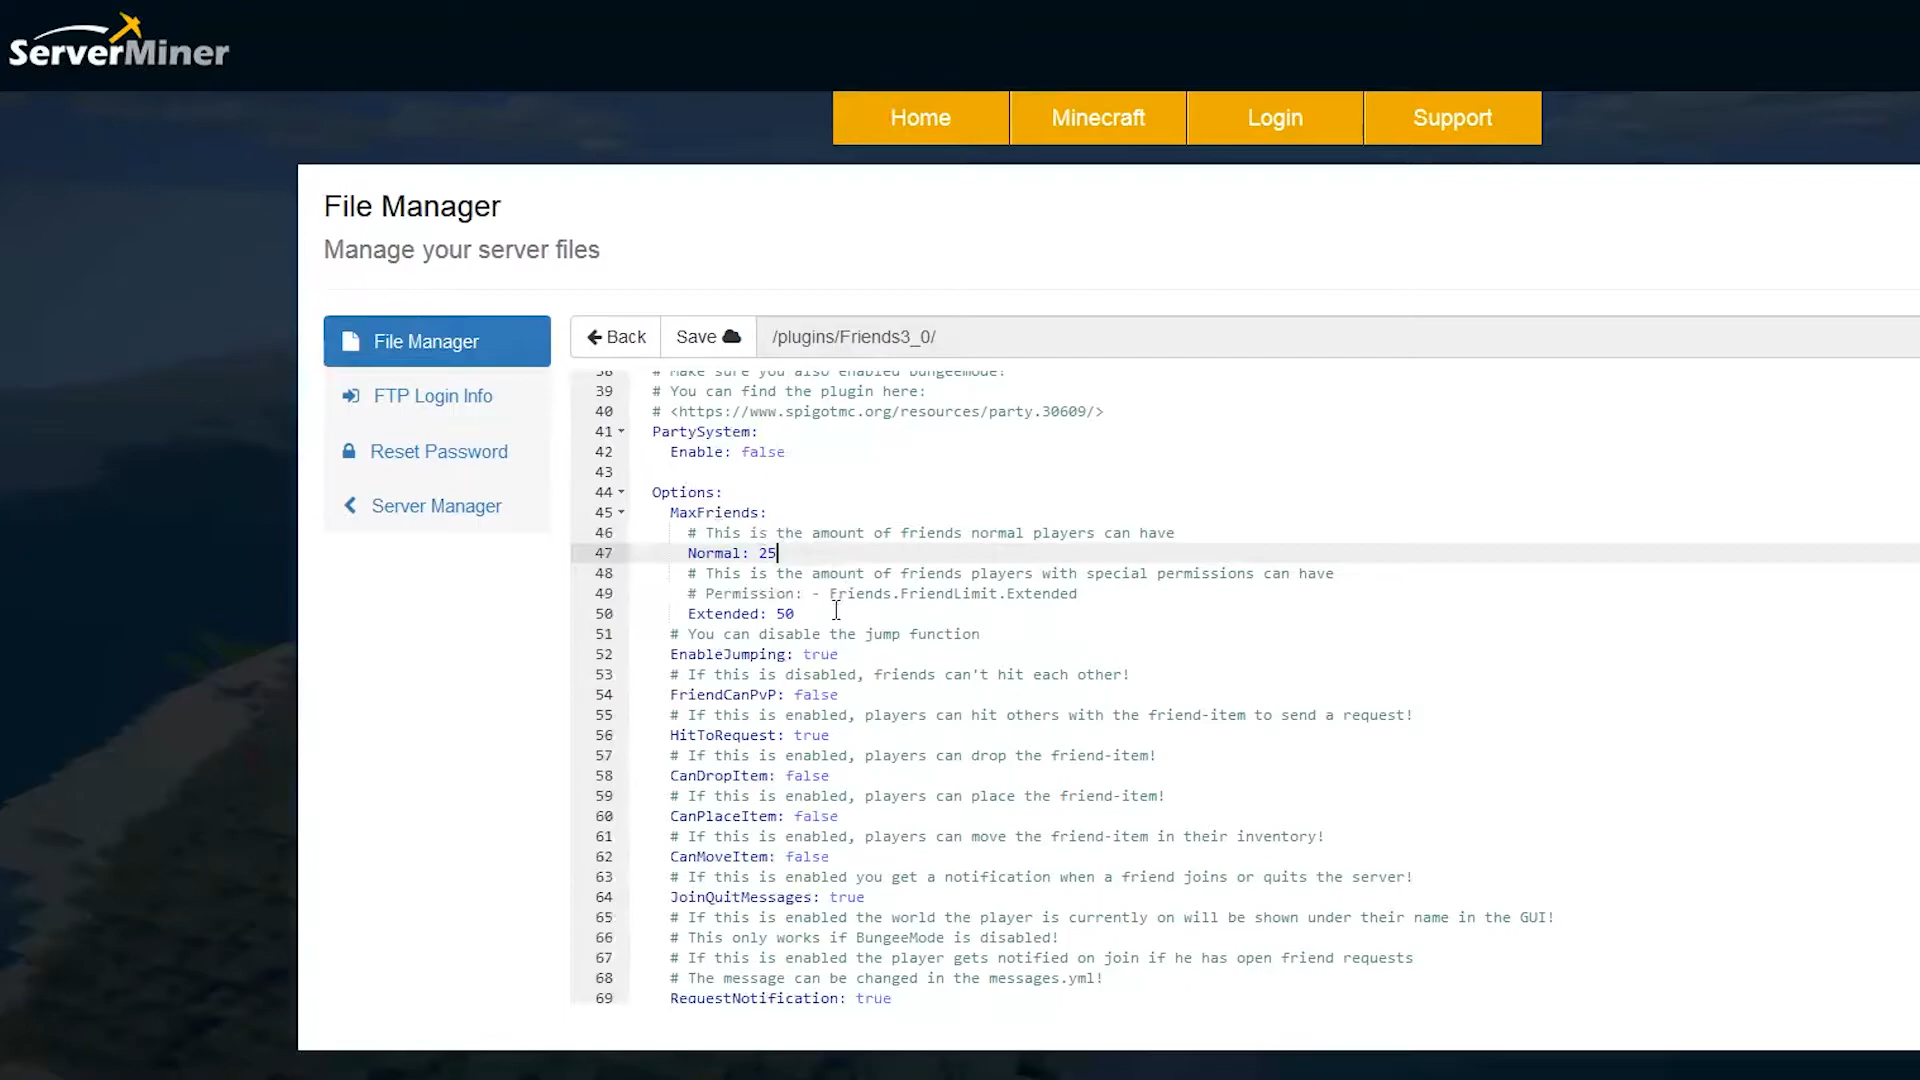 ServerMiner
Home Minecraft Login Support
File Manager
Manage your server files
File Manager
FTP Login Info
Reset Password
Server Manager
Back Save /plugins/Friends3_0/
38 # Make sure you also enabled bungeemode!
39 # You can find the plugin here:
40 # <https://www.spigotmc.org/resources/party.30609/>
41 PartySystem:
42 Enable: false
43
44 Options:
45 MaxFriends:
46 # This is the amount of friends normal players can have
47 Normal: 25
48 # This is the amount of friends players with special permissions can have
49 # Permission: - Friends.FriendLimit.Extended
50 Extended: 50
51 # You can disable the jump function
52 EnableJumping: true
53 # If this is disabled, friends can't hit each other!
54 FriendCanPvP: false
55 # If this is enabled, players can hit others with the friend-item to send a request!
56 HitToRequest: true
57 # If this is enabled, players can drop the friend-item!
58 CanDropItem: false
59 # If this is enabled, players can place the friend-item!
60 CanPlaceItem: false
61 # If this is enabled, players can move the friend-item in their inventory!
62 CanMoveItem: false
63 # If this is enabled you get a notification when a friend joins or quits the server!
64 JoinQuitMessages: true
65 # If this is enabled the world the player is currently on will be shown under their name in the GUI!
66 # This only works if BungeeMode is disabled!
67 # If this is enabled the player gets notified on join if he has open friend requests
68 # The message can be changed in the messages.yml!
69 RequestNotification: true